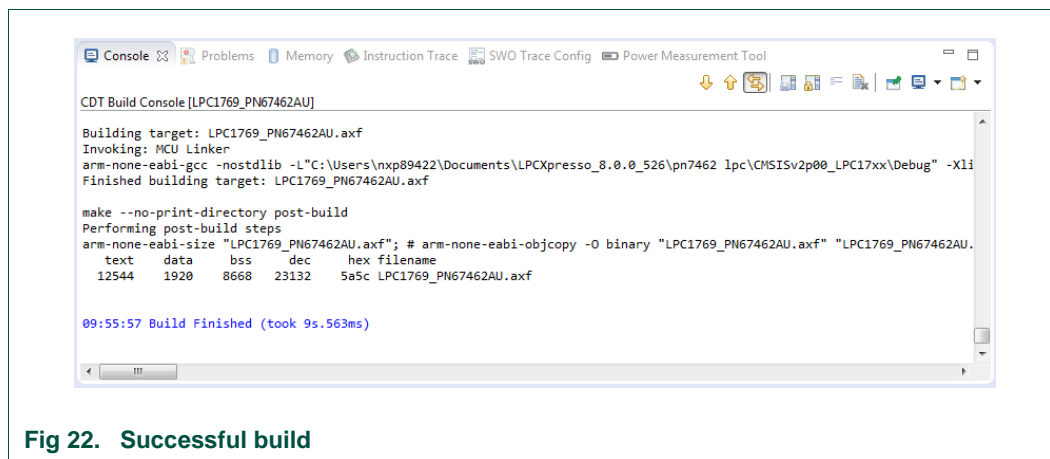 Console Problems Memory Instruction Trace SWO Trace Config Power Measurement Tool
CDT Build Console [LPC1769_PN67462AU]
Building target: LPC1769_PN67462AU.axf
Invoking: MCU Linker
arm-none-eabi-gcc -nostdlib -L"C:\Users\nxp89422\Documents\LPCXpresso_8.0.0_526\pn7462 lpc\CMSISv2p00_LPC17xx\Debug" -Xli
Finished building target: LPC1769_PN67462AU.axf
make --no-print-directory post-build
Performing post-build steps
arm-none-eabi-size "LPC1769_PN67462AU.axf"; # arm-none-eabi-objcopy -O binary "LPC1769_PN67462AU.axf" "LPC1769_PN67462AU.
text data bss dec hex filename
12544 1920 8668 23132 5a5c LPC1769_PN67462AU.axf
09:55:57 Build Finished (took 9s.563ms)
Fig 22. Successful build